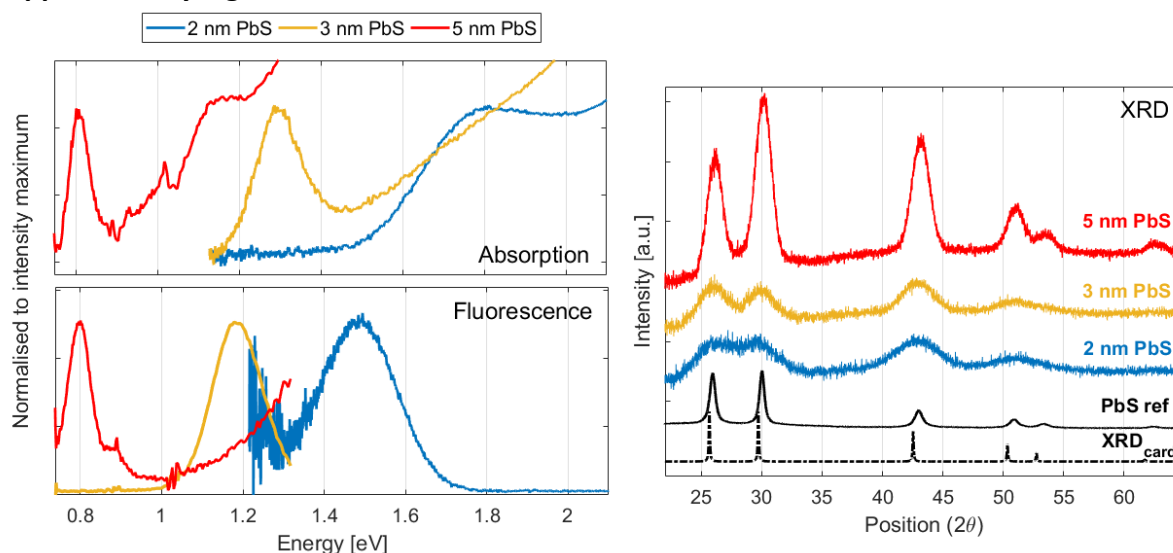 2 nm PbS 3 nm PbS 5 nm PbS
Normalised to intensity maximum
Absorption
Fluorescence
0.8 1 1.2 1.4 1.6 1.8 2
Energy [eV]
XRD
Intensity [a.u.]
5 nm PbS
3 nm PbS
2 nm PbS
PbS ref
XRD card
25 30 35 40 45 50 55 60
Position (2θ)